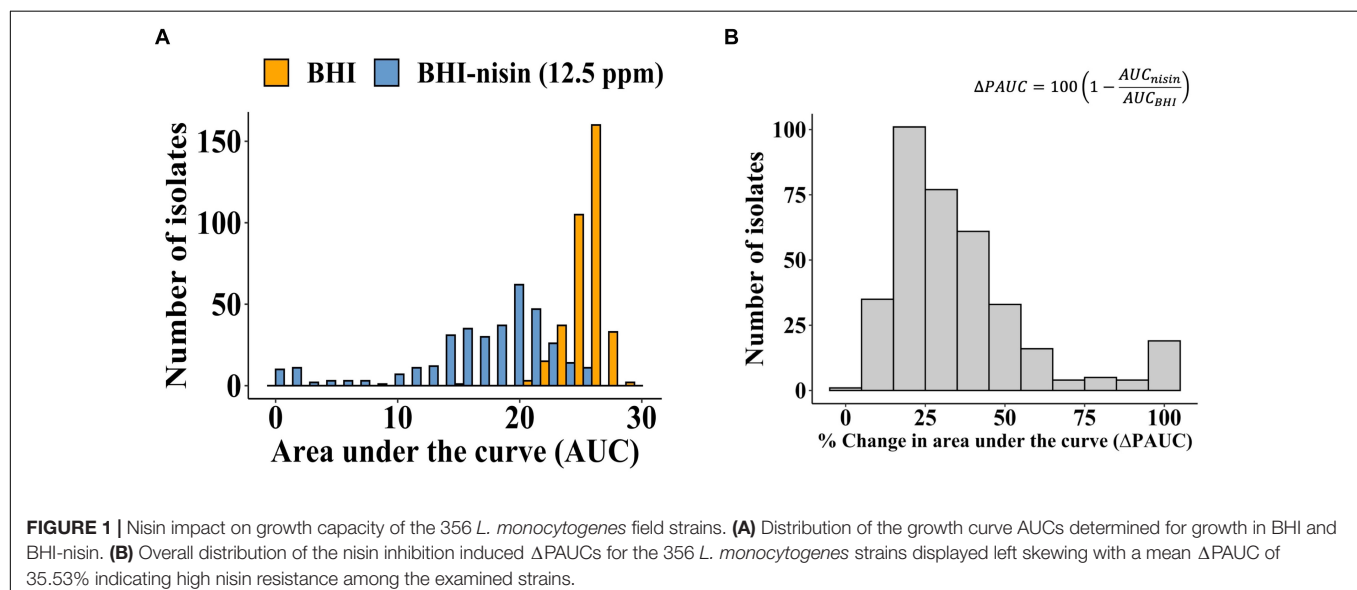 A
BHI BHI-nisin (12.5 ppm)
Number of isolates
150
100
50
0
0 10 20 30
Area under the curve (AUC)
B
ΔPAUC = 100 (1 − AUC_nisin / AUC_BHI)
Number of isolates
100
75
50
25
0
0 25 50 75 100
% Change in area under the curve (ΔPAUC)
FIGURE 1 | Nisin impact on growth capacity of the 356 L. monocytogenes field strains. (A) Distribution of the growth curve AUCs determined for growth in BHI and
BHI-nisin. (B) Overall distribution of the nisin inhibition induced ΔPAUCs for the 356 L. monocytogenes strains displayed left skewing with a mean ΔPAUC of
35.53% indicating high nisin resistance among the examined strains.